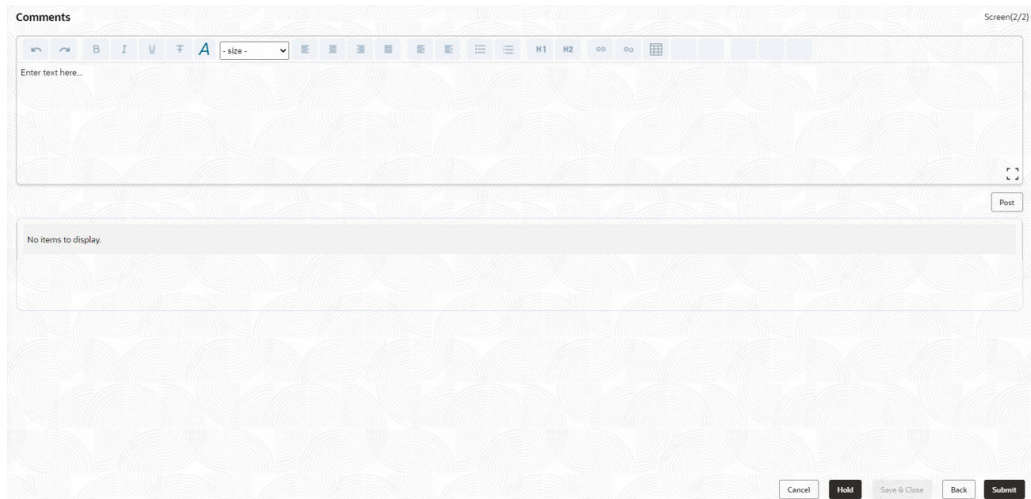 Comments
Screen(2/2)
B I U T A - size - H1 H2
Enter text here...
Post
No items to display.
Cancel Hold Save & Close Back Submit